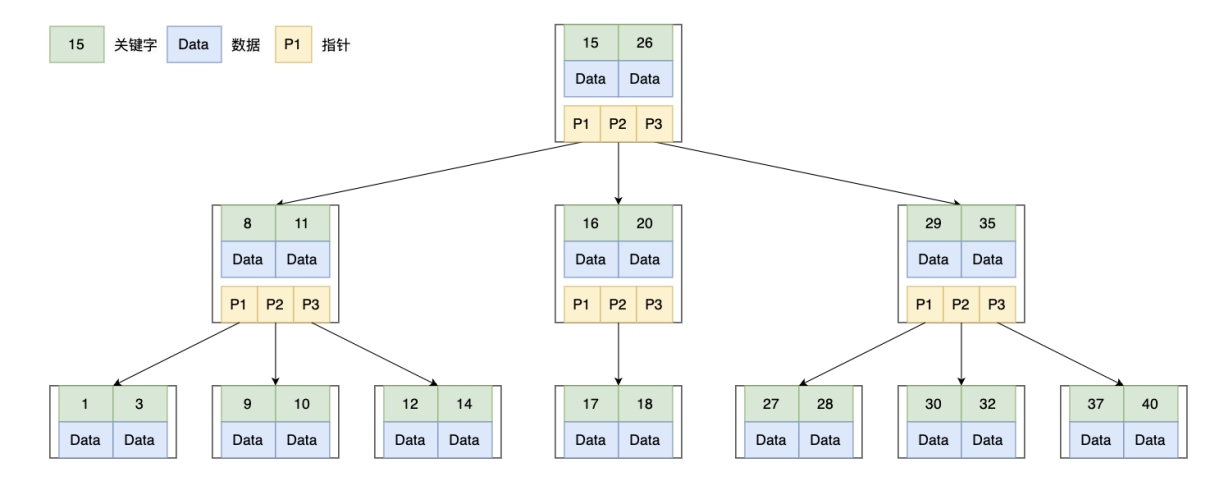 15 关键字 Data 数据 P1 指针
15 26
Data Data
P1 P2 P3
8 11 16 20 29 35
Data Data Data Data Data Data
P1 P2 P3 P1 P2 P3 P1 P2 P3
1 3 9 10 12 14 17 18 27 28 30 32 37 40
Data Data Data Data Data Data Data Data Data Data Data Data Data Data